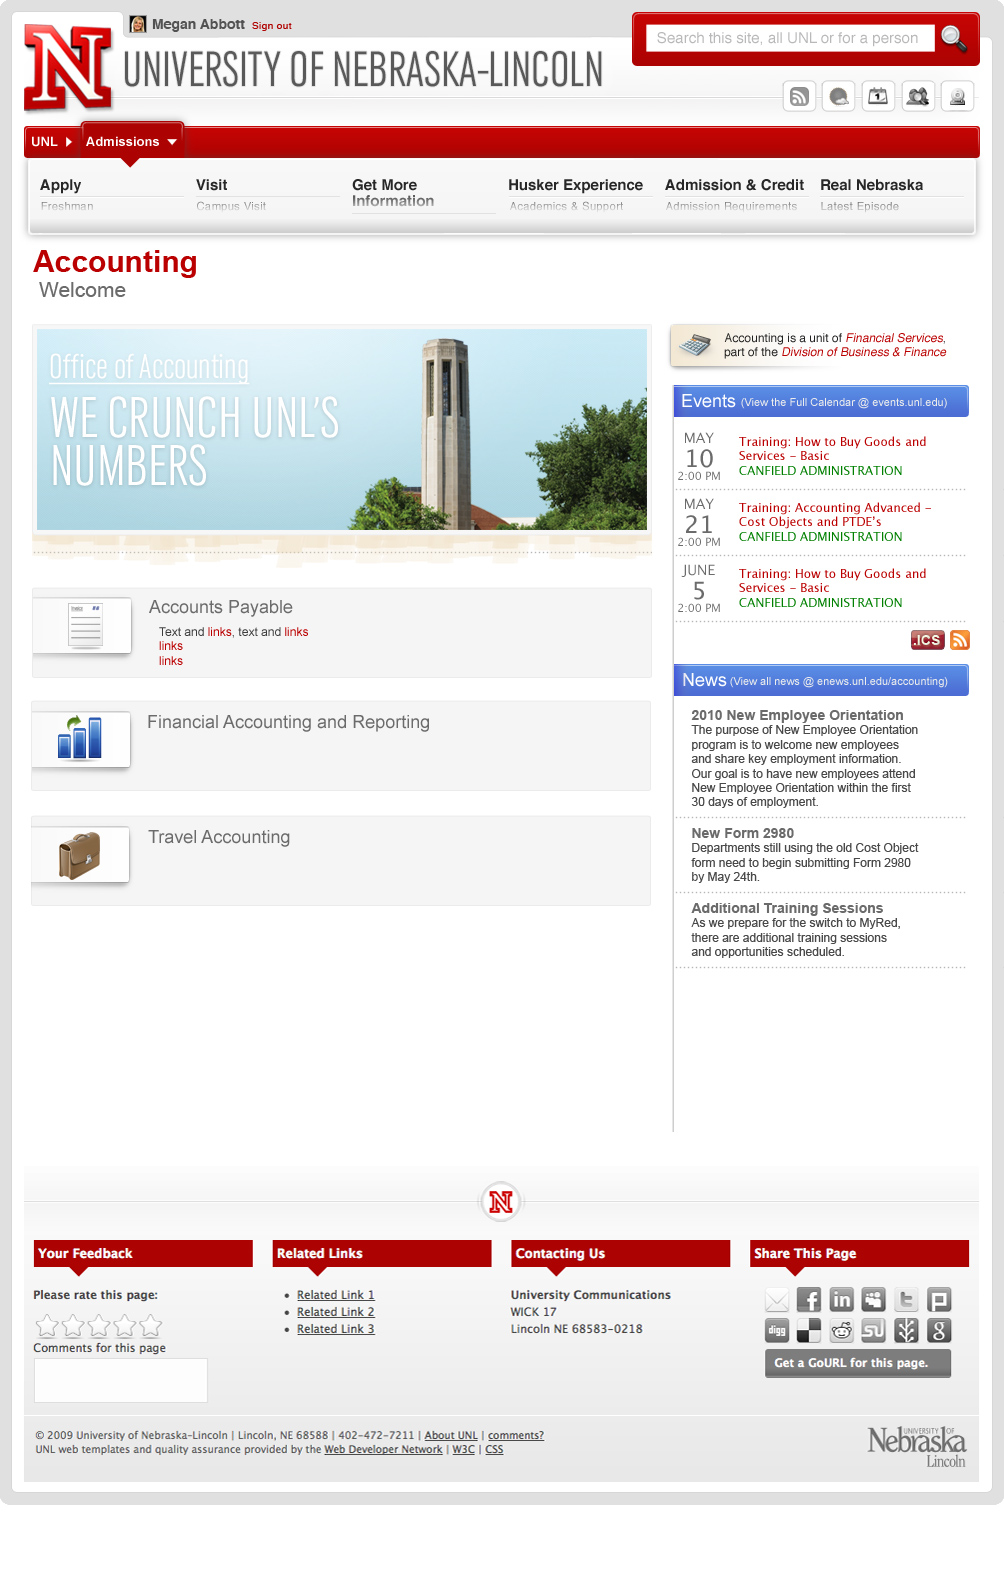 Megan Abbott Sign out
UNIVERSITY OF NEBRASKA-LINCOLN
Search this site, all UNL or for a person
1
UNL
Admissions
Apply
Freshman
Visit
Campus Visit
Get More
Information
Husker Experience
Academics & Support
Admission & Credit
Admission Requirements
Real Nebraska
Latest Episode
Accounting
Welcome
Office of Accounting
WE CRUNCH UNL'S
NUMBERS
Accounting is a unit of Financial Services,
part of the Division of Business & Finance
Events (View the Full Calendar @ events.unl.edu)
MAY
10
2:00 PM
Training: How to Buy Goods and
Services - Basic
CANFIELD ADMINISTRATION
MAY
21
2:00 PM
Training: Accounting Advanced -
Cost Objects and PTDE's
CANFIELD ADMINISTRATION
JUNE
5
2:00 PM
Training: How to Buy Goods and
Services - Basic
CANFIELD ADMINISTRATION
.ICS
Accounts Payable
Text and links, text and links
links
links
Financial Accounting and Reporting
Travel Accounting
News (View all news @ enews.unl.edu/accounting)
2010 New Employee Orientation
The purpose of New Employee Orientation
program is to welcome new employees
and share key employment information.
Our goal is to have new employees attend
New Employee Orientation within the first
30 days of employment.
New Form 2980
Departments still using the old Cost Object
form need to begin submitting Form 2980
by May 24th.
Additional Training Sessions
As we prepare for the switch to MyRed,
there are additional training sessions
and opportunities scheduled.
N
Your Feedback
Please rate this page:
Comments for this page
Related Links
Related Link 1
Related Link 2
Related Link 3
Contacting Us
University Communications
WICK 17
Lincoln NE 68583-0218
Share This Page
digg
Get a GoURL for this page.
© 2009 University of Nebraska-Lincoln | Lincoln, NE 68588 | 402-472-7211 | About UNL | comments?
UNL web templates and quality assurance provided by the Web Developer Network | W3C | CSS
UNIVERSITY OF
Nebraska
Lincoln